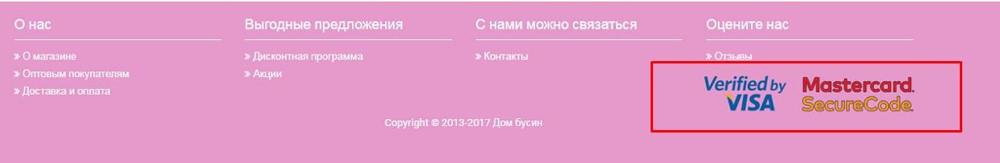 О нас
» О магазине
» Оптовым покупателям
» Доставка и оплата
Выгодные предложения
» Дисконтная программа
» Акции
С нами можно связаться
» Контакты
Оцените нас
» Отзывы
Verified by
VISA
Mastercard.
SecureCode.
Copyright © 2013-2017 Дом бусин